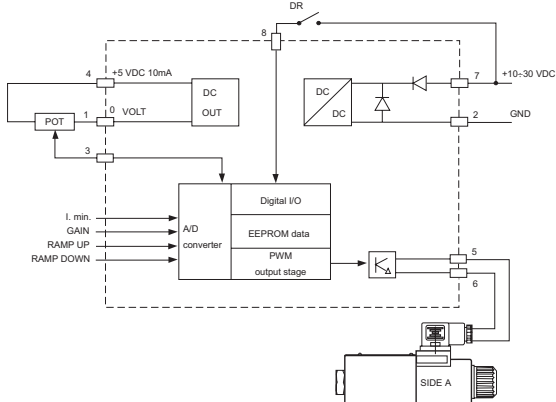 DR
8
4
+5 VDC 10mA
DC
OUT
DC
DC
7
+10÷30 VDC
POT
1
0
VOLT
2
GND
3
Digital I/O
I. min.
GAIN
RAMP UP
RAMP DOWN
A/D
converter
EEPROM data
PWM
output stage
5
6
SIDE A